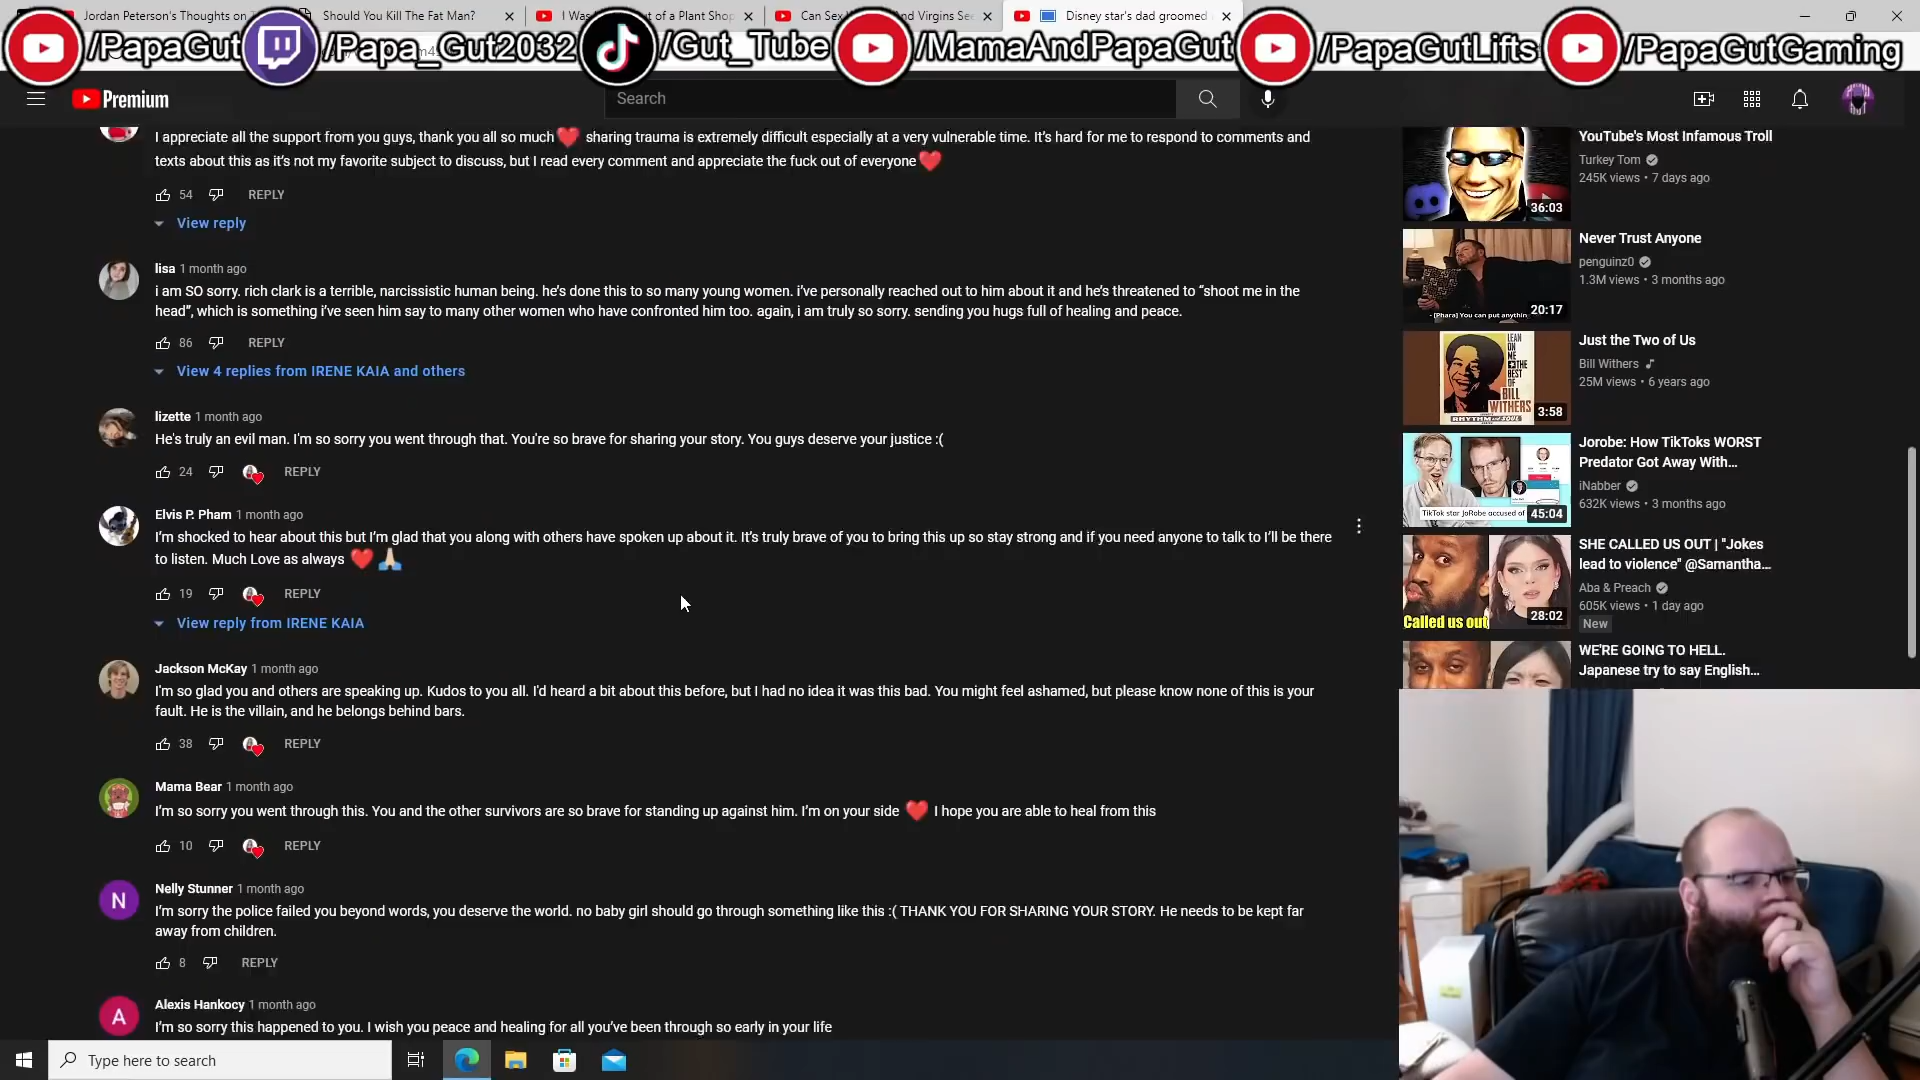 Jordan Peterson's Thoughts on
Should You Kill The Fat Man?
I Was
t of a Plant Shop
Can Sex
And Virgins See
Disney star's dad groomed
/PapaGut
/Papa_Gut2032
/Gut_Tube
/MamaAndPapaGut
/PapaGutLifts
/PapaGutGaming
Premium
Search
I appreciate all the support from you guys, thank you all so much❤️ sharing trauma is extremely difficult especially at a very vulnerable time. It's hard for me to respond to comments and
texts about this as it's not my favorite subject to discuss, but I read every comment and appreciate the fuck out of everyone❤️
54 REPLY
View reply
lisa 1 month ago
i am SO sorry. rich clark is a terrible, narcissistic human being. he's done this to so many young women. i've personally reached out to him about it and he's threatened to “shoot me in the
head”, which is something i've seen him say to many other women who have confronted him too. again, i am truly so sorry. sending you hugs full of healing and peace.
86 REPLY
View 4 replies from IRENE KAIA and others
lizette 1 month ago
He's truly an evil man. I'm so sorry you went through that. You're so brave for sharing your story. You guys deserve your justice :(
24 REPLY
Elvis P. Pham 1 month ago
I'm shocked to hear about this but I'm glad that you along with others have spoken up about it. It's truly brave of you to bring this up so stay strong and if you need anyone to talk to I'll be there
to listen. Much Love as always ❤️🙏🏼
19 REPLY
View reply from IRENE KAIA
Jackson McKay 1 month ago
I'm so glad you and others are speaking up. Kudos to you all. I'd heard a bit about this before, but I had no idea it was this bad. You might feel ashamed, but please know none of this is your
fault. He is the villain, and he belongs behind bars.
38 REPLY
Mama Bear 1 month ago
I'm so sorry you went through this. You and the other survivors are so brave for standing up against him. I'm on your side ❤️ I hope you are able to heal from this
10 REPLY
N
Nelly Stunner 1 month ago
I'm sorry the police failed you beyond words, you deserve the world. no baby girl should go through something like this :( THANK YOU FOR SHARING YOUR STORY. He needs to be kept far
away from children.
8 REPLY
A
Alexis Hankocy 1 month ago
I'm so sorry this happened to you. I wish you peace and healing for all you've been through so early in your life
YouTube's Most Infamous Troll
Turkey Tom
245K views • 7 days ago
36:03
Never Trust Anyone
penguinz0
1.3M views • 3 months ago
- [Phara] You can put anythin
20:17
Just the Two of Us
Bill Withers
25M views • 6 years ago
LEAN
ON
ME
THE
BEST
OF
BILL
WITHERS
3:58
Jorobe: How TikToks WORST
Predator Got Away With...
iNabber
632K views • 3 months ago
TikTok star JoRobe accused of
45:04
SHE CALLED US OUT | "Jokes
lead to violence" @Samantha...
Aba & Preach
605K views • 1 day ago
New
Called us out
28:02
WE'RE GOING TO HELL.
Japanese try to say English...
Type here to search